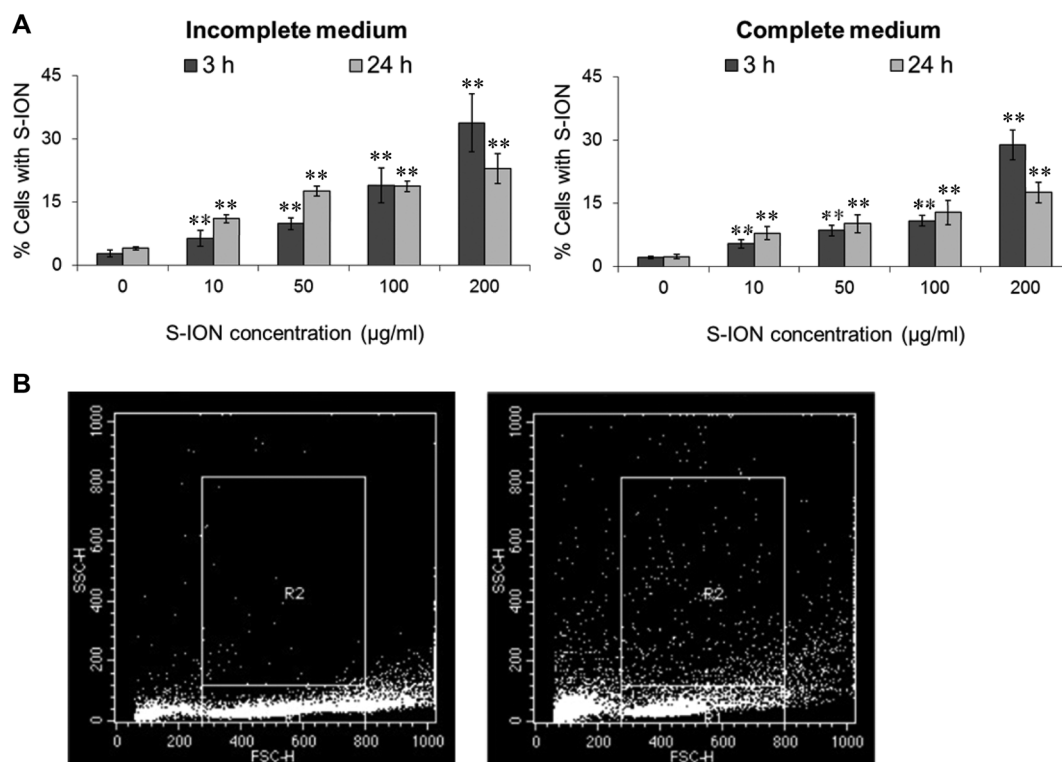 A
Incomplete medium
3 h 24 h
% Cells with S-ION
45
30
15
0
** ** ** ** ** ** ** **
0 10 50 100 200
S-ION concentration (µg/ml)
Complete medium
3 h 24 h
% Cells with S-ION
45
30
15
0
** ** ** ** ** ** ** **
0 10 50 100 200
S-ION concentration (µg/ml)
B
SSC-H
1000
800
600
400
200
0
R2
0 200 400 600 800 1000
FSC-H
SSC-H
1000
800
600
400
200
0
R2
R1
0 200 400 600 800 1000
FSC-H